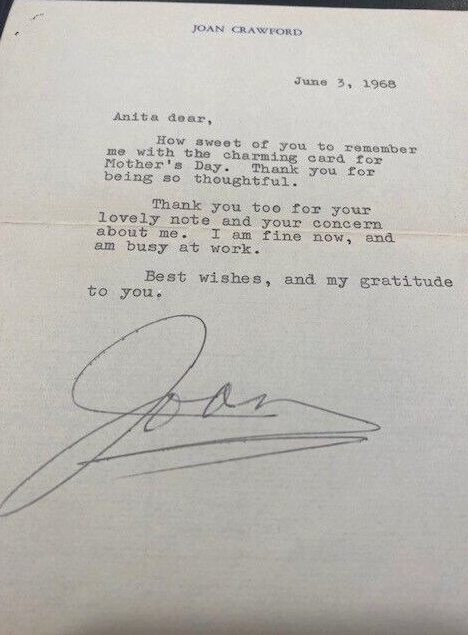 JOAN CRAWFORD
June 3, 1968
Anita dear,
How sweet of you to remember
me with the charming card for
Mother's Day. Thank you for
being so thoughtful.
Thank you too for your
lovely note and your concern
about me. I am fine now, and
am busy at work.
Best wishes, and my gratitude
to you.
Joan